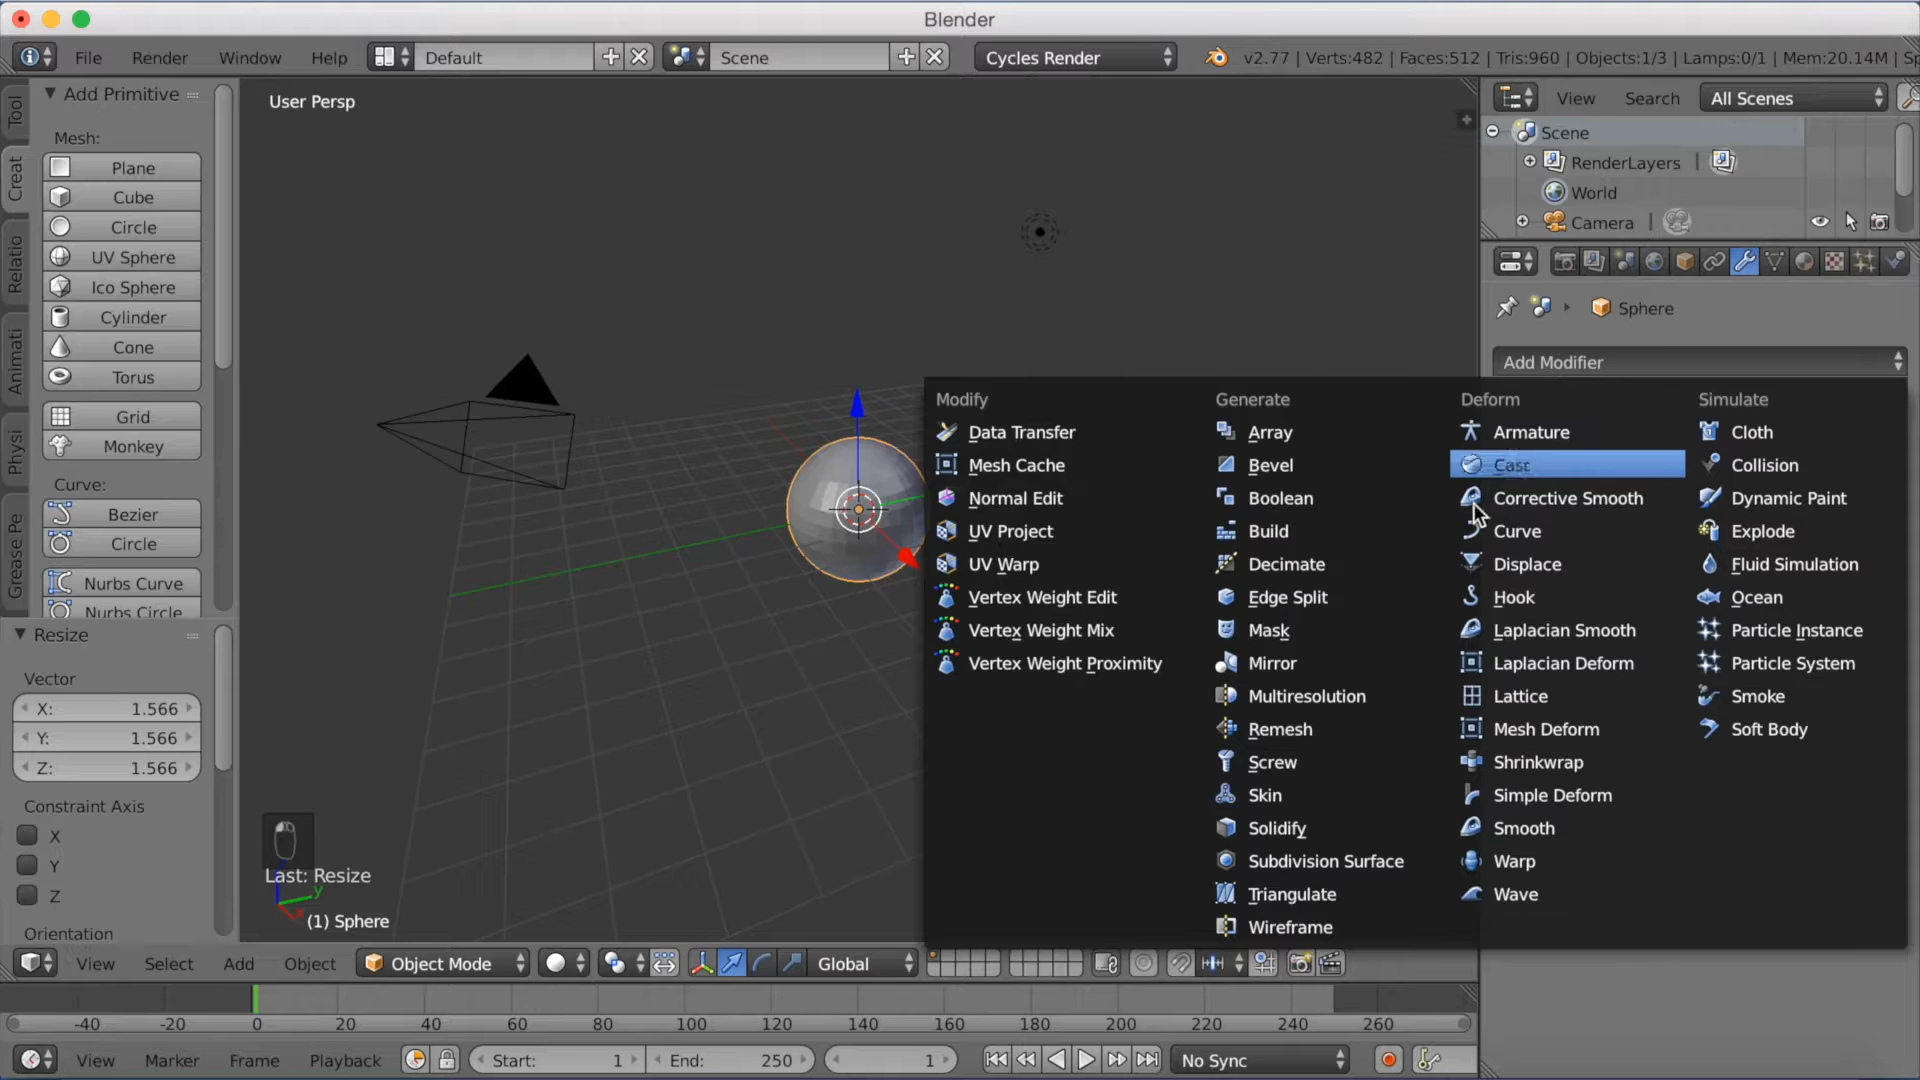 Blender
File Render Window Help Default Scene Cycles Render v2.77 | Verts:482 | Faces:512 | Tris:960 | Objects:1/3 | Lamps:0/1 | Mem:20.14M | Sp
Add Primitive
Mesh:
Plane
Cube
Circle
UV Sphere
Ico Sphere
Cylinder
Cone
Torus
Grid
Monkey
Curve:
Bezier
Circle
Nurbs Curve
Nurbs Circle
Tool
Creat
Relatio
Animati
Physi
Grease Pe
Resize
Vector
X: 1.566
Y: 1.566
Z: 1.566
Constraint Axis
X
Y
Z
Orientation
User Persp
Last: Resize
(1) Sphere
View Search All Scenes
Scene
RenderLayers |
World
Camera |
Sphere
Add Modifier
Modify
Data Transfer
Mesh Cache
Normal Edit
UV Project
UV Warp
Vertex Weight Edit
Vertex Weight Mix
Vertex Weight Proximity
Generate
Array
Bevel
Boolean
Build
Decimate
Edge Split
Mask
Mirror
Multiresolution
Remesh
Screw
Skin
Solidify
Subdivision Surface
Triangulate
Wireframe
Deform
Armature
Cast
Corrective Smooth
Curve
Displace
Hook
Laplacian Smooth
Laplacian Deform
Lattice
Mesh Deform
Shrinkwrap
Simple Deform
Smooth
Warp
Wave
Simulate
Cloth
Collision
Dynamic Paint
Explode
Fluid Simulation
Ocean
Particle Instance
Particle System
Smoke
Soft Body
View Select Add Object Object Mode Global
-40 -20 0 20 40 60 80 100 120 140 160 180 200 220 240 260
View Marker Frame Playback Start: 1 End: 250 1 No Sync